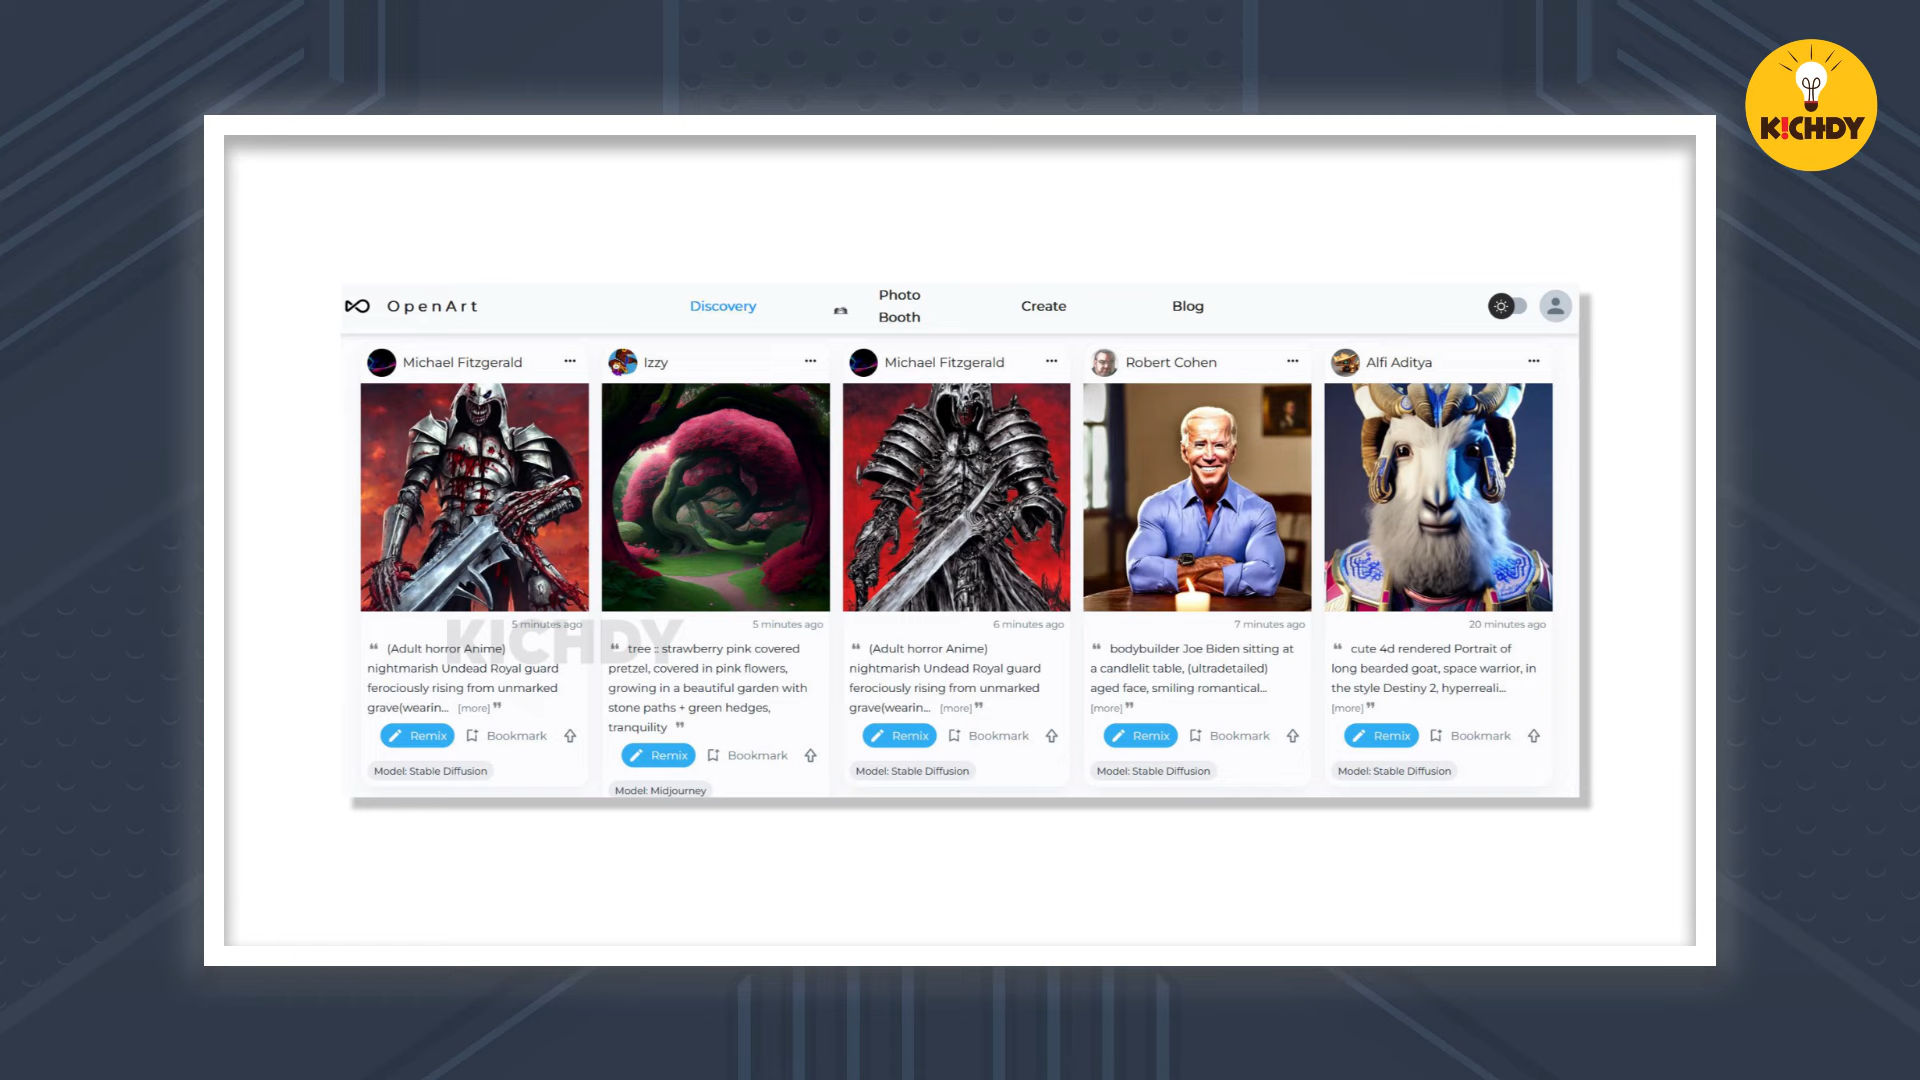 K!CHDY
OpenArt
Discovery
Photo
Booth
Create
Blog
Michael Fitzgerald
5 minutes ago
❝ (Adult horror Anime)
nightmarish Undead Royal guard
ferociously rising from unmarked
grave(wearin... [more] ❞
Remix Bookmark
Model: Stable Diffusion
Izzy
5 minutes ago
❝ tree :: strawberry pink covered
pretzel, covered in pink flowers,
growing in a beautiful garden with
stone paths + green hedges,
tranquility ❞
Remix Bookmark
Model: Midjourney
Michael Fitzgerald
6 minutes ago
❝ (Adult horror Anime)
nightmarish Undead Royal guard
ferociously rising from unmarked
grave(wearin... [more] ❞
Remix Bookmark
Model: Stable Diffusion
Robert Cohen
7 minutes ago
❝ bodybuilder Joe Biden sitting at
a candlelit table, (ultradetailed)
aged face, smiling romantical...
[more] ❞
Remix Bookmark
Model: Stable Diffusion
Alfi Aditya
20 minutes ago
❝ cute 4d rendered Portrait of
long bearded goat, space warrior, in
the style Destiny 2, hyperreali...
[more] ❞
Remix Bookmark
Model: Stable Diffusion
KICHDY